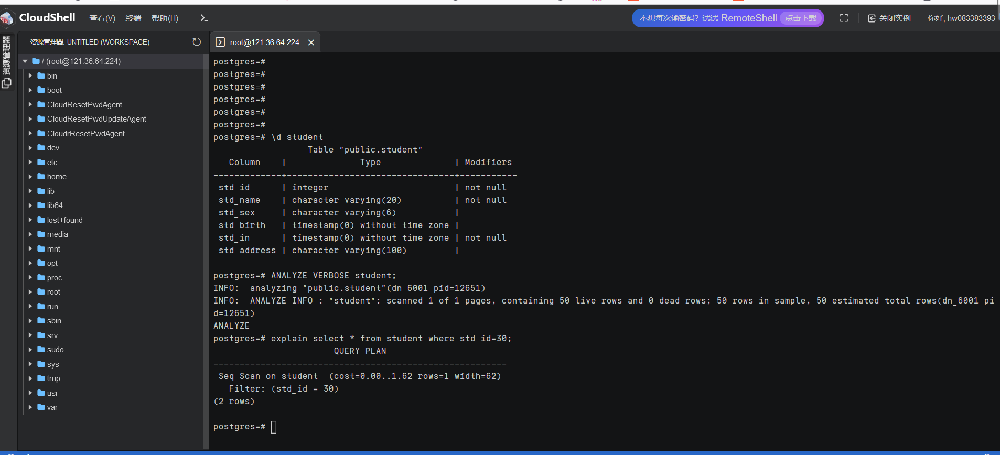 CloudShell 查看(V) 终端 帮助(H) 不想每次输密码？试试 RemoteShell 点击下载 关闭实例 你好, hw083383393
资源管理器
资源管理器: UNTITLED (WORKSPACE)
/ (root@121.36.64.224)
bin
boot
CloudResetPwdAgent
CloudResetPwdUpdateAgent
CloudrResetPwdAgent
dev
etc
home
lib
lib64
lost+found
media
mnt
opt
proc
root
run
sbin
srv
sudo
sys
tmp
usr
var
root@121.36.64.224
postgres=#
postgres=#
postgres=#
postgres=#
postgres=#
postgres=#
postgres=# \d student
Table "public.student"
Column | Type | Modifiers
-------------+--------------------------------+-----------
std_id | integer | not null
std_name | character varying(20) | not null
std_sex | character varying(6) |
std_birth | timestamp(0) without time zone |
std_in | timestamp(0) without time zone | not null
std_address | character varying(100) |
postgres=# ANALYZE VERBOSE student;
INFO:  analyzing "public.student"(dn_6001 pid=12651)
INFO:  ANALYZE INFO : "student": scanned 1 of 1 pages, containing 50 live rows and 0 dead rows; 50 rows in sample, 50 estimated total rows(dn_6001 pi
d=12651)
ANALYZE
postgres=# explain select * from student where std_id=30;
QUERY PLAN
--------------------------------------------------------
Seq Scan on student  (cost=0.00..1.62 rows=1 width=62)
Filter: (std_id = 30)
(2 rows)
postgres=#